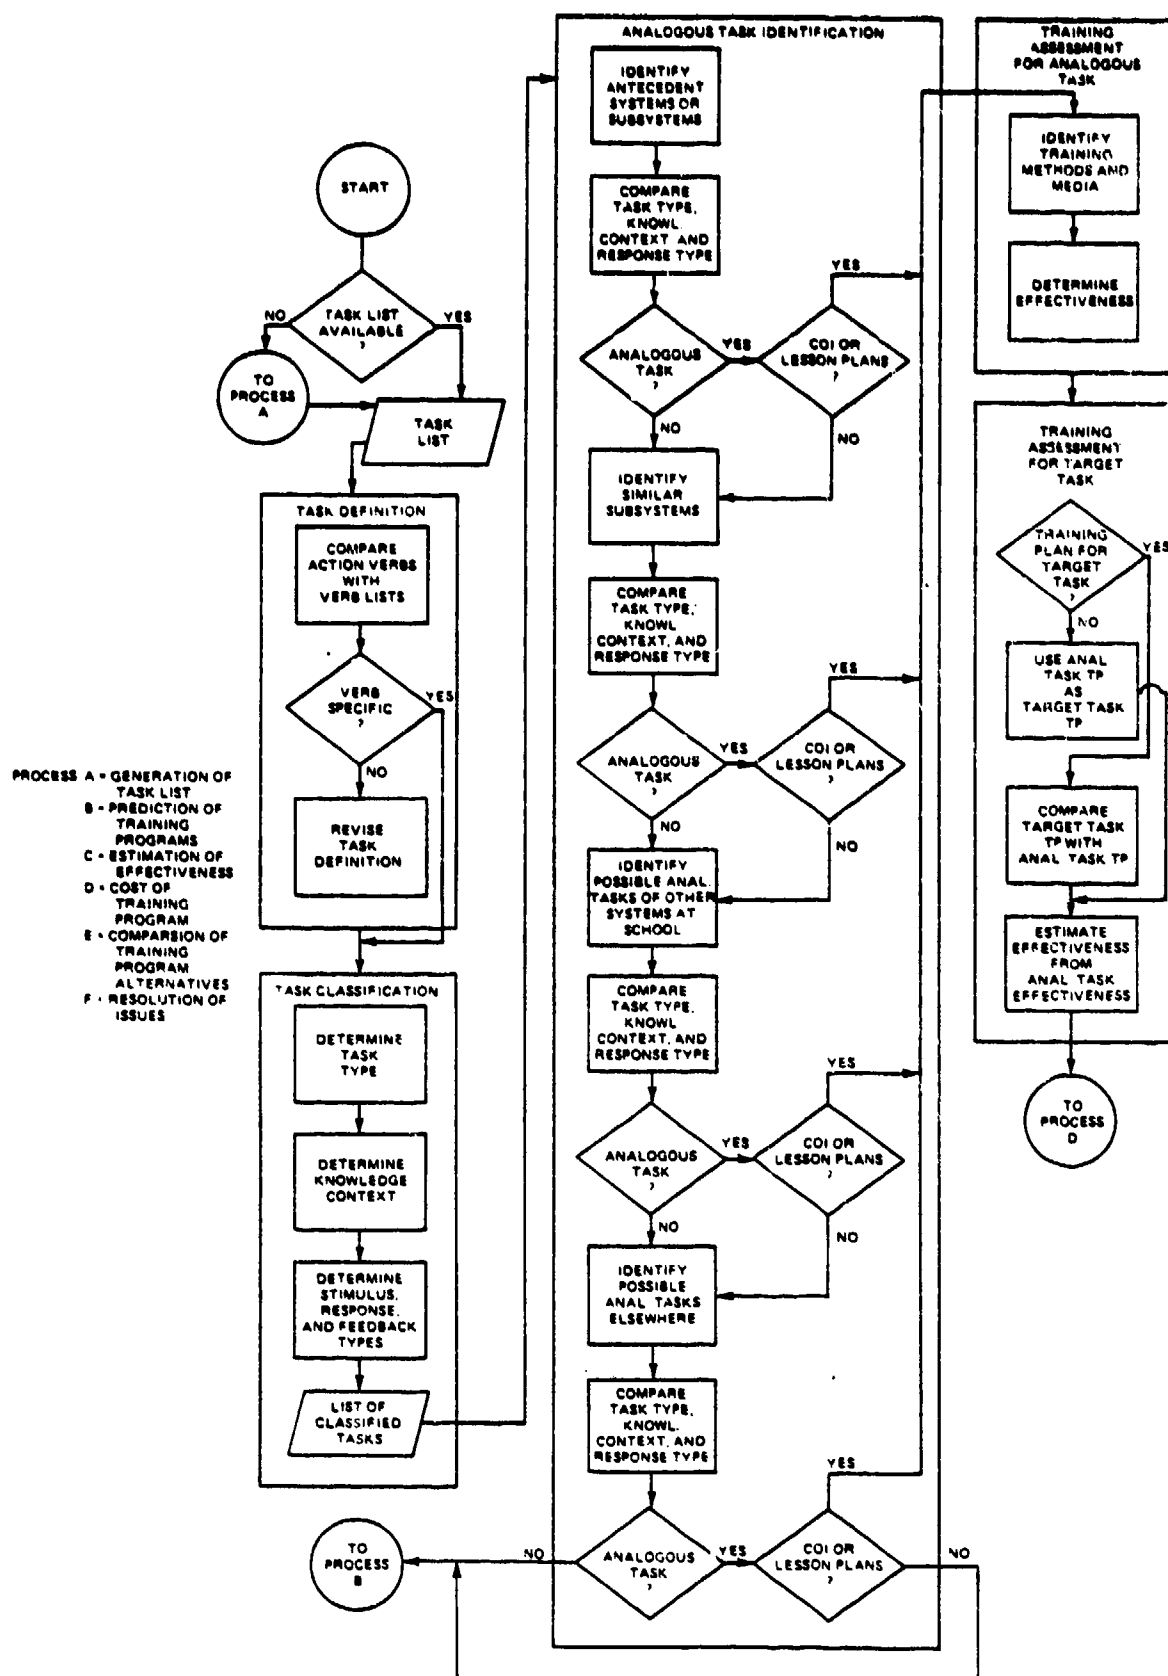 START
TASK LIST
AVAILABLE
?
NO
YES
TO
PROCESS
A
TASK
LIST
TASK DEFINITION
COMPARE
ACTION VERBS
WITH
VERB LISTS
VERB
SPECIFIC
?
YES
NO
REVISE
TASK
DEFINITION
PROCESS A = GENERATION OF
TASK LIST
B = PREDICTION OF
TRAINING
PROGRAMS
C = ESTIMATION OF
EFFECTIVENESS
D = COST OF
TRAINING
PROGRAM
E = COMPARSION OF
TRAINING
PROGRAM
ALTERNATIVES
F = RESOLUTION OF
ISSUES
TASK CLASSIFICATION
DETERMINE
TASK
TYPE
DETERMINE
KNOWLEDGE
CONTEXT
DETERMINE
STIMULUS,
RESPONSE,
AND FEEDBACK
TYPES
LIST OF
CLASSIFIED
TASKS
TO
PROCESS
B
ANALOGOUS TASK IDENTIFICATION
IDENTIFY
ANTECEDENT
SYSTEMS OR
SUBSYSTEMS
COMPARE
TASK TYPE,
KNOWL.
CONTEXT AND
RESPONSE TYPE
ANALOGOUS
TASK
?
YES
NO
COI OR
LESSON PLANS
?
YES
NO
IDENTIFY
SIMILAR
SUBSYSTEMS
COMPARE
TASK TYPE,
KNOWL
CONTEXT, AND
RESPONSE TYPE
ANALOGOUS
TASK
?
YES
NO
COI OR
LESSON PLANS
?
YES
NO
IDENTIFY
POSSIBLE ANAL.
TASKS OF OTHER
SYSTEMS AT
SCHOOL
COMPARE
TASK TYPE,
KNOWL
CONTEXT, AND
RESPONSE TYPE
ANALOGOUS
TASK
?
YES
NO
COI OR
LESSON PLANS
?
YES
NO
IDENTIFY
POSSIBLE
ANAL TASKS
ELSEWHERE
COMPARE
TASK TYPE,
KNOWL.
CONTEXT, AND
RESPONSE TYPE
ANALOGOUS
TASK
?
NO
YES
COI OR
LESSON PLANS
?
YES
NO
TRAINING
ASSESSMENT
FOR ANALOGOUS
TASK
IDENTIFY
TRAINING
METHODS AND
MEDIA
DETERMINE
EFFECTIVENESS
TRAINING
ASSESSMENT
FOR TARGET
TASK
TRAINING
PLAN FOR
TARGET
TASK
?
YES
NO
USE ANAL
TASK TP
AS
TARGET TASK
TP
COMPARE
TARGET TASK
TP WITH
ANAL TASK TP
ESTIMATE
EFFECTIVENESS
FROM
ANAL TASK
EFFECTIVENESS
TO
PROCESS
D